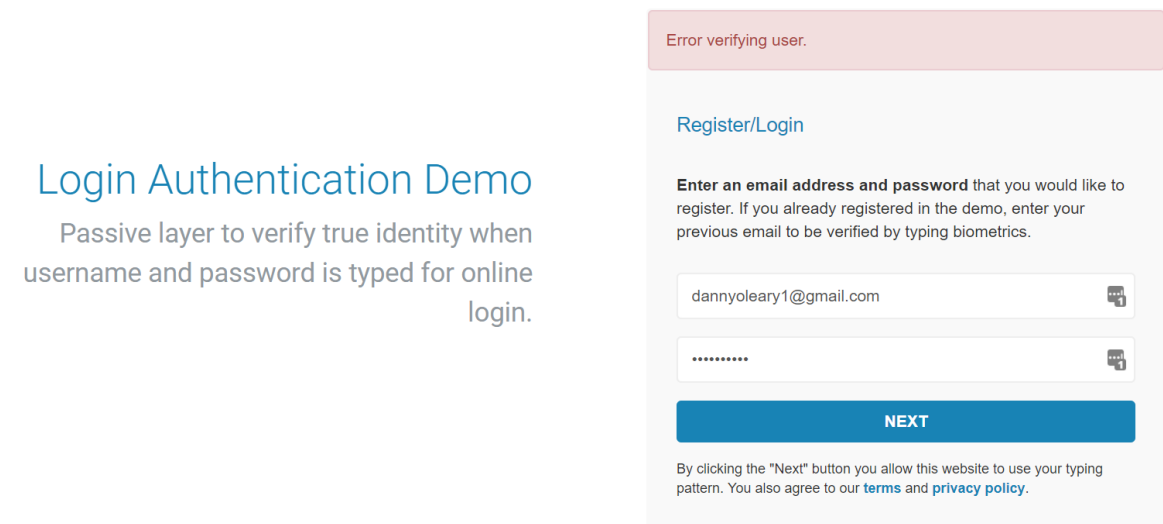 Error verifying user.
Register/Login
Login Authentication Demo
Passive layer to verify true identity when
username and password is typed for online
login.
Enter an email address and password that you would like to
register. If you already registered in the demo, enter your
previous email to be verified by typing biometrics.
dannyoleary1@gmail.com
1
••••••••••
1
NEXT
By clicking the "Next" button you allow this website to use your typing
pattern. You also agree to our terms and privacy policy.